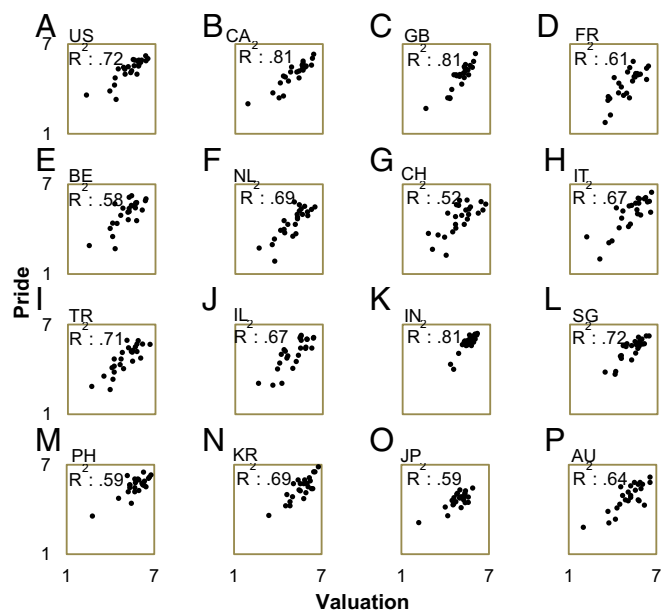 A B C D
US CA GB FR
7 R²: .72 R²: .81 R²: .81 R²: .61
1
E F G H
BE NL CH IT
7 R²: .58 R²: .69 R²: .52 R²: .67
1
Pride
I J K L
TR IL IN SG
7 R²: .71 R²: .67 R²: .81 R²: .72
1
M N O P
PH KR JP AU
7 R²: .59 R²: .69 R²: .59 R²: .64
1
1 7 1 7 1 7 1 7
Valuation